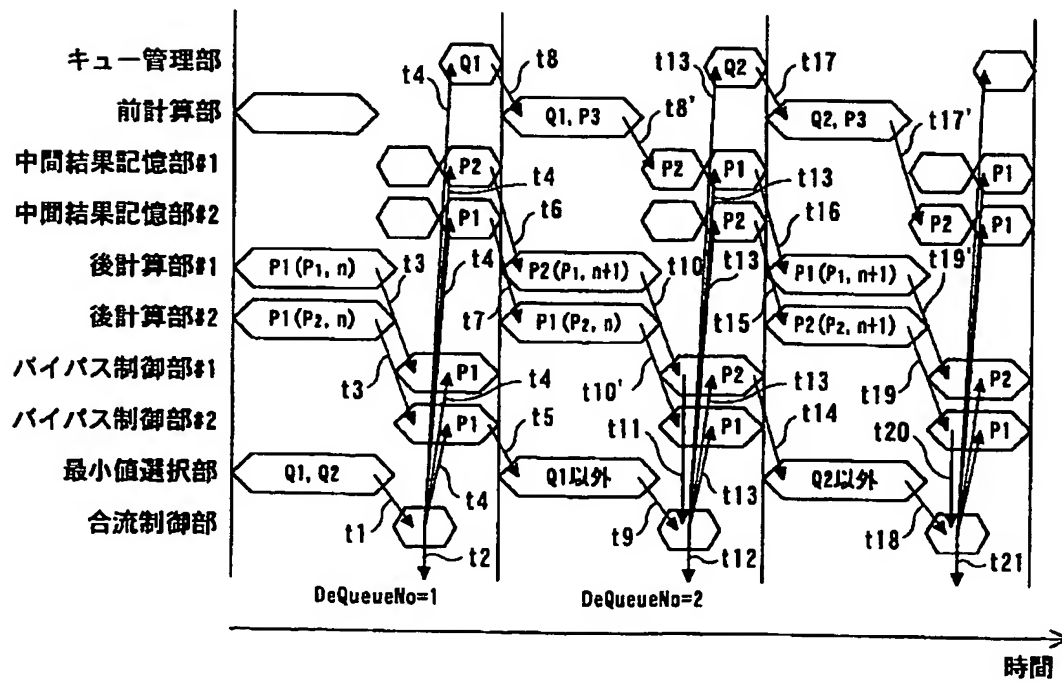 キュー管理部 t4 Q1 t8 t13 Q2 t17
前計算部 Q1, P3 t8' Q2, P3 t17'
中間結果記憶部#1 P2 t4 P2 P1 t13 P1
中間結果記憶部#2 P1 t6 P2 t16 P2 P1
後計算部#1 P1(P1, n) t3 t4 P2(P1, n+1) t10 t13 P1(P1, n+1) t19'
後計算部#2 P1(P2, n) t7 P1(P2, n) t15 P2(P2, n+1)
バイパス制御部#1 t3 P1 t4 t10' P2 t13 t19 P2
バイパス制御部#2 P1 t5 t11 P1 t14 t20 P1
最小値選択部 Q1, Q2 t4 Q1以外 t13 Q2以外
合流制御部 t1 t2 t9 t12 t18 t21
DeQueueNo=1 DeQueueNo=2
時間